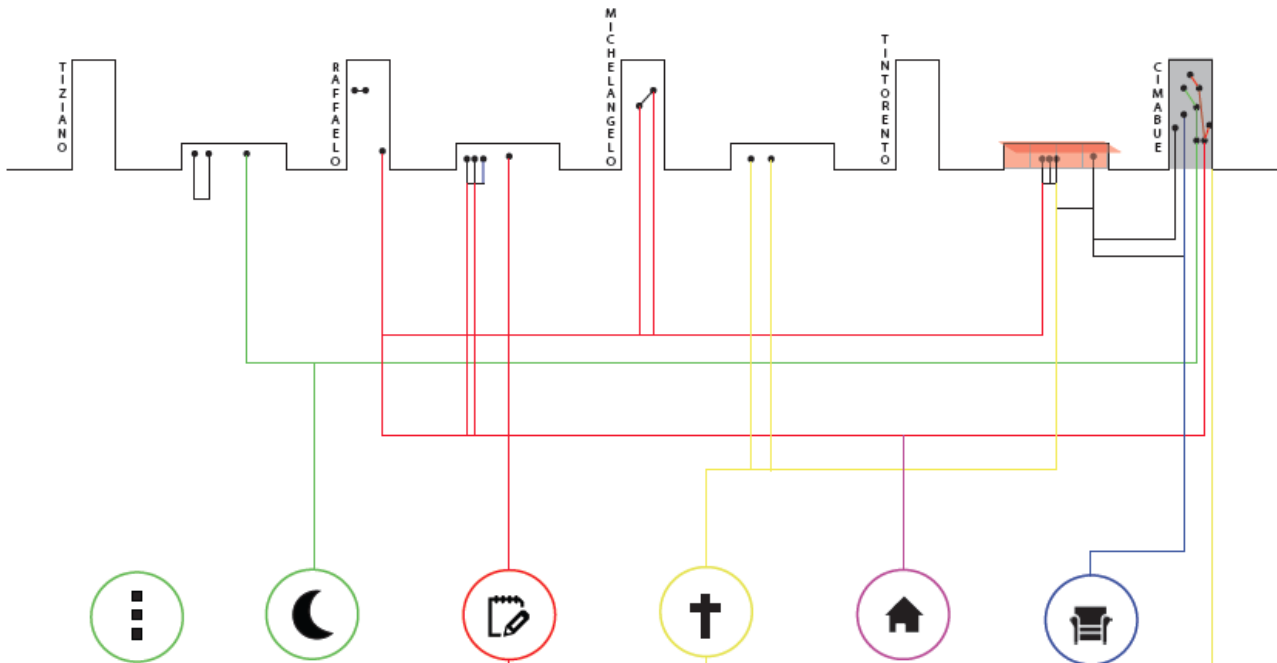 TIZIANO
RAFFAELO
MICHELANGELO
TINTORENTO
CIMABUE